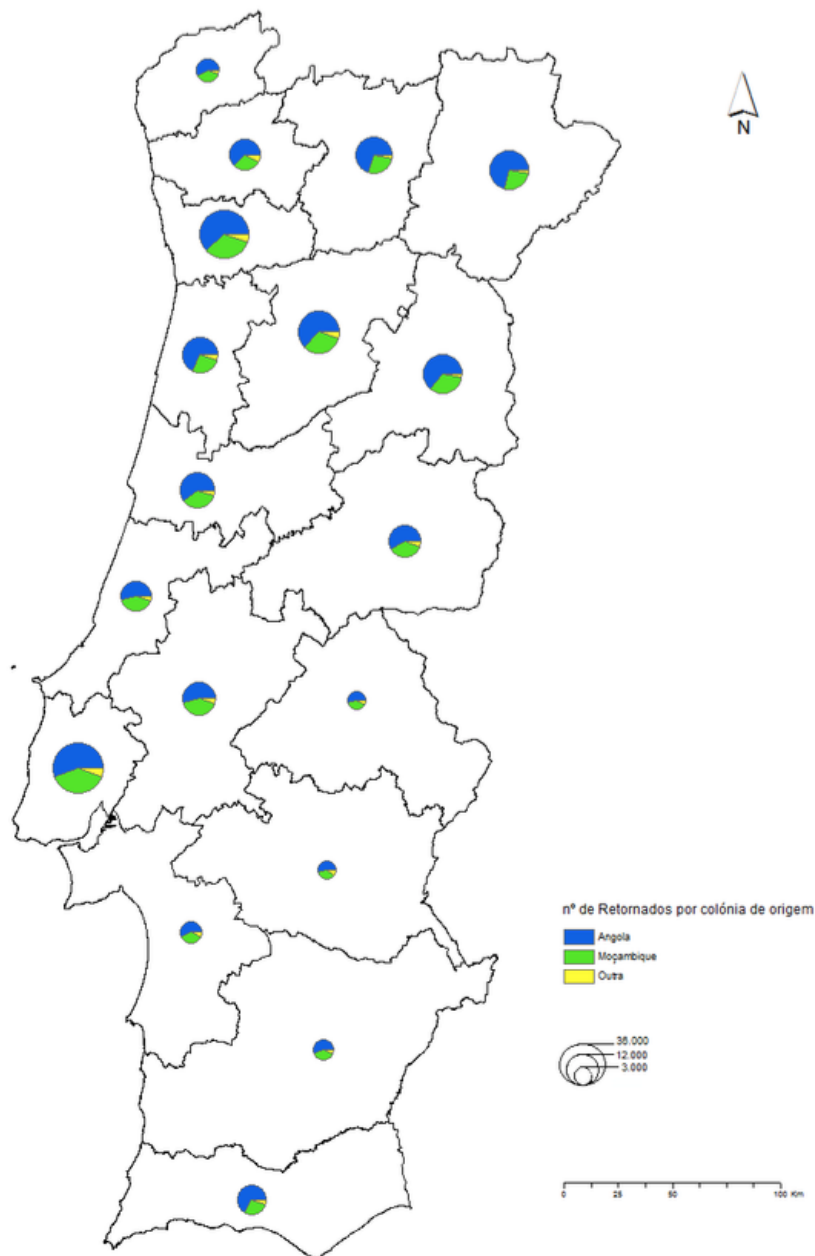 N
nº de Retornados por colónia de origem
Angola
Moçambique
Outra
36.000
12.000
3.000
0 25 50 100 Km